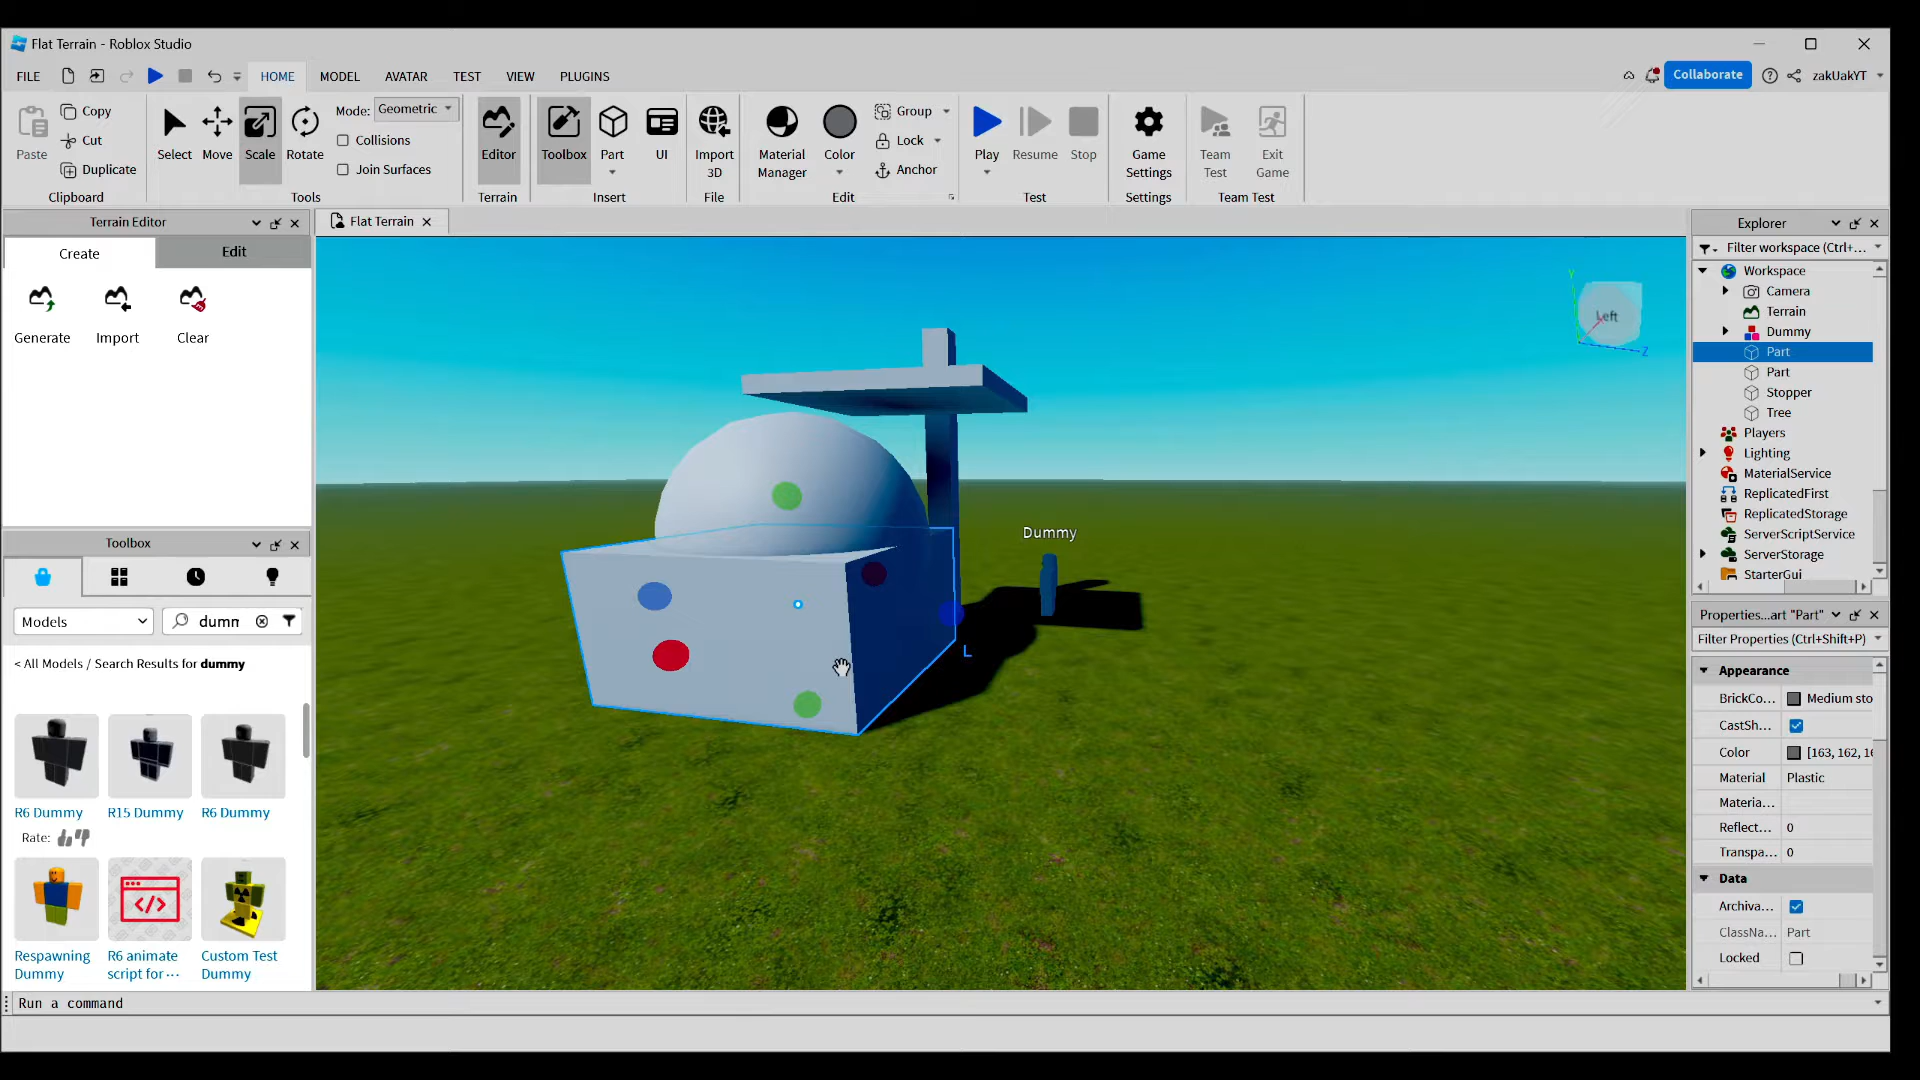 Flat Terrain - Roblox Studio
FILE HOME MODEL AVATAR TEST VIEW PLUGINS Collaborate zakUakYT
Paste Copy Cut Duplicate Clipboard
Select Move Scale Rotate Mode: Geometric Collisions Join Surfaces Tools
Editor Terrain
Toolbox Part UI Insert
Import 3D File
Material Manager Color Group Lock Anchor Edit
Play Resume Stop Test
Game Settings Settings
Team Test Exit Game Team Test
Terrain Editor
Create Edit
Generate Import Clear
Toolbox
Models dumm
< All Models / Search Results for dummy
R6 Dummy R15 Dummy R6 Dummy
Rate:
Respawning Dummy
R6 animate script for...
Custom Test Dummy
Flat Terrain
Dummy
L
Y
Left
Z
Explorer
Filter workspace (Ctrl+...
Workspace
Camera
Terrain
Dummy
Part
Part
Stopper
Tree
Players
Lighting
MaterialService
ReplicatedFirst
ReplicatedStorage
ServerScriptService
ServerStorage
StarterGui
Properties...art "Part"
Filter Properties (Ctrl+Shift+P)
Appearance
BrickCo... Medium sto
CastSh...
Color [163, 162, 16
Material Plastic
Materia...
Reflect... 0
Transpa... 0
Data
Archiva...
ClassNa... Part
Locked
Run a command